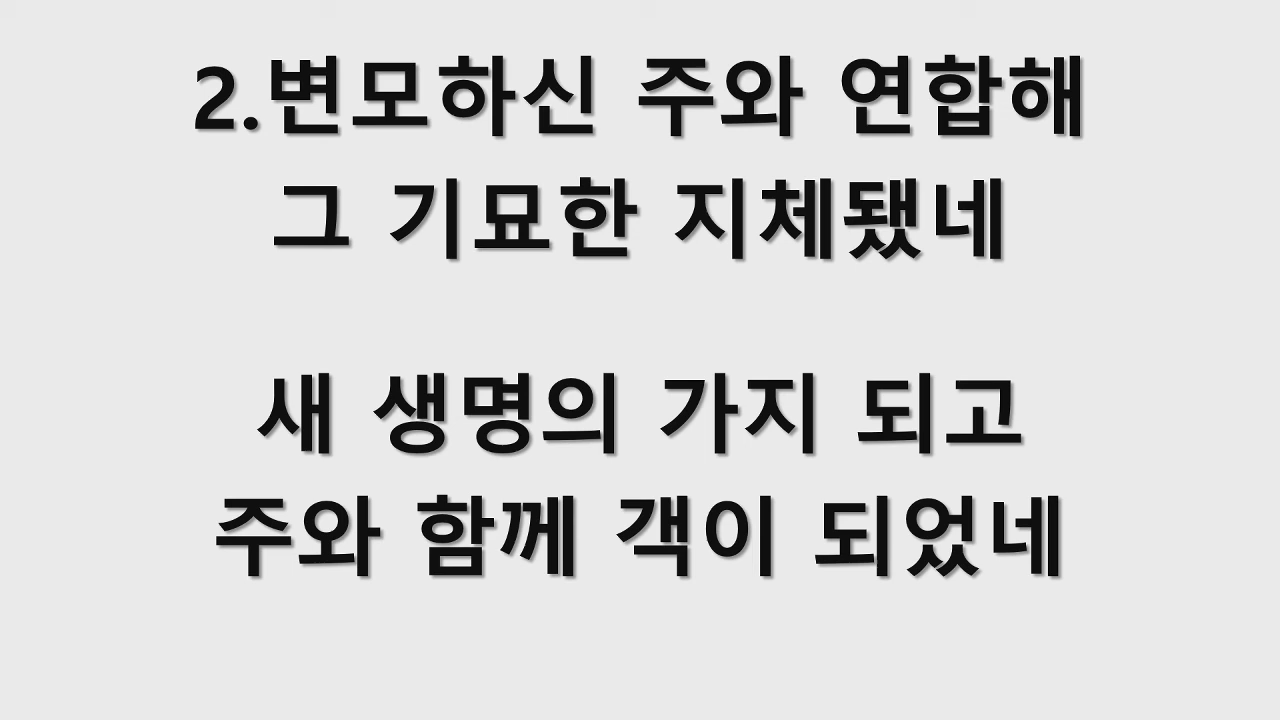 2.변모하신 주와 연합해
그 기묘한 지체됐네
새 생명의 가지 되고
주와 함께 객이 되었네